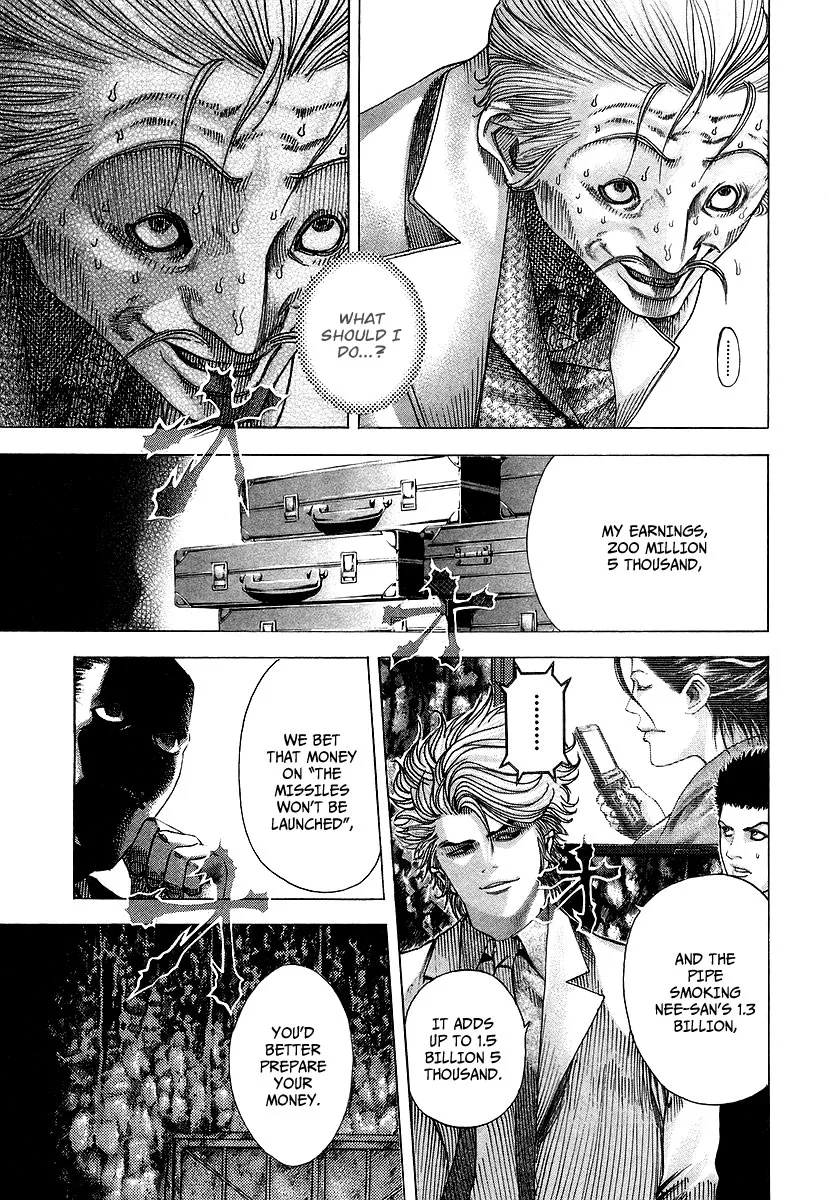 ………
WHAT
SHOULD I
DO...?
MY EARNINGS,
200 MILLION
5 THOUSAND,
………
AND THE
PIPE
SMOKING
NEE-SAN'S 1.3
BILLION,
IT ADDS
UP TO 1.5
BILLION 5
THOUSAND.
WE BET
THAT MONEY
ON "THE
MISSILES
WON'T BE
LAUNCHED",
YOU'D
BETTER
PREPARE
YOUR
MONEY.